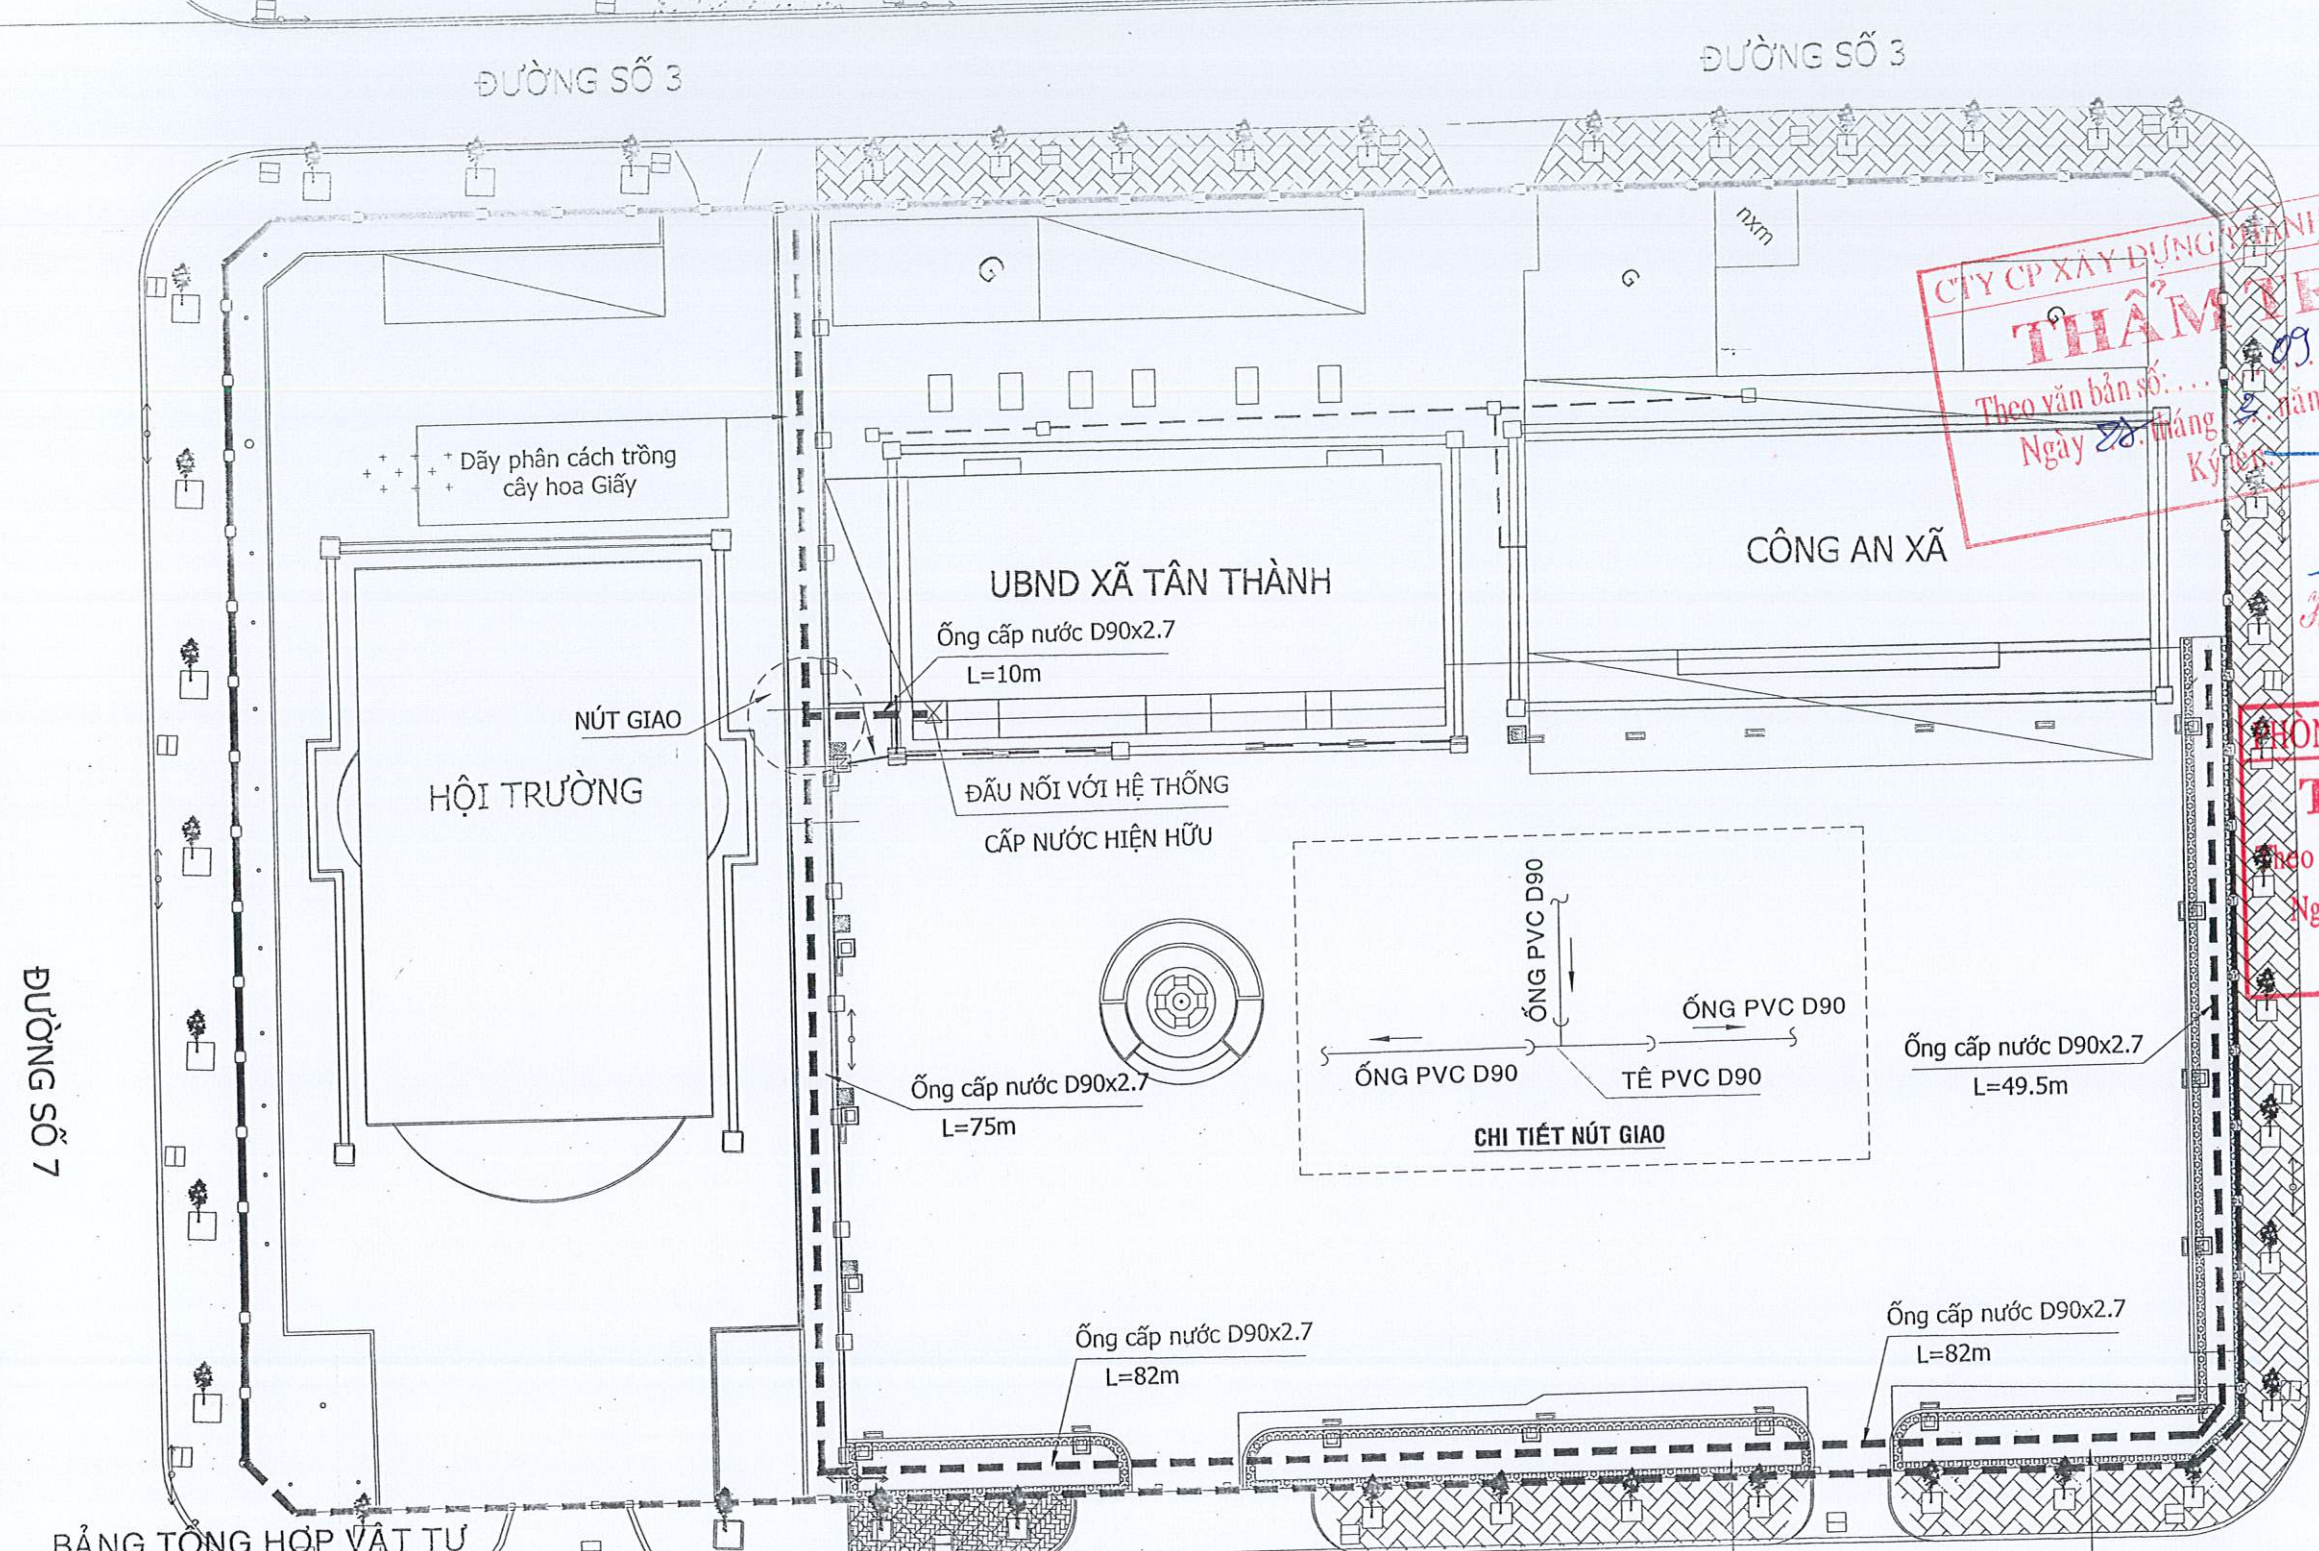 ĐƯỜNG SỐ 3
ĐƯỜNG SỐ 3
nxm
G
G
G
CTY CP XÂY DỰNG
THẨM
Theo văn bản số:
09
Ngày
tháng
3
năm
Dãy phân cách trồng
cây hoa Giấy
UBND XÃ TÂN THÀNH
CÔNG AN XÃ
Ống cấp nước D90x2.7
L=10m
NÚT GIAO
HỘI TRƯỜNG
ĐẤU NỐI VỚI HỆ THỐNG
CẤP NƯỚC HIỆN HỮU
T
Theo
Ng
ỐNG PVC D90
ỐNG PVC D90
ỐNG PVC D90
TÊ PVC D90
CHI TIẾT NÚT GIAO
Ống cấp nước D90x2.7
L=49.5m
Ống cấp nước D90x2.7
L=75m
ĐƯỜNG SỐ 7
Ống cấp nước D90x2.7
L=82m
Ống cấp nước D90x2.7
L=82m
BẢNG TỔNG HỢP VẬT TƯ